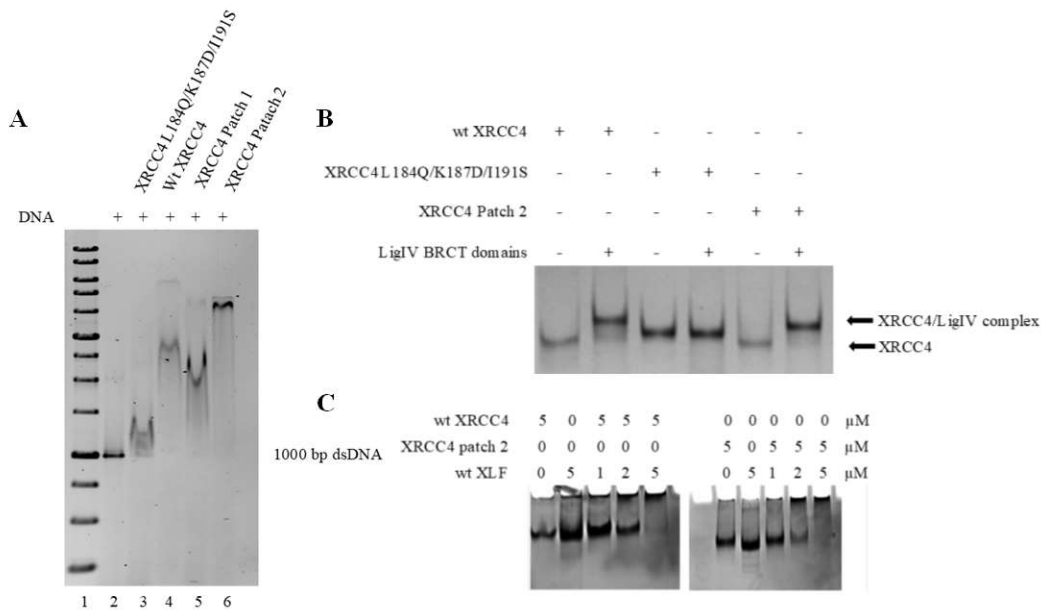 A
XRCC4 L184Q/K187D/I191S
Wt XRCC4
XRCC4 Patch 1
XRCC4 Patach 2
DNA + + + + +
1000 bp dsDNA
1 2 3 4 5 6
B
wt XRCC4 + + - - - -
XRCC4 L184Q/K187D/I191S - - + + - -
XRCC4 Patch 2 - - - - + +
LigIV BRCT domains - + - + - +
XRCC4/LigIV complex
XRCC4
C
wt XRCC4 5 0 5 5 5 0 0 0 0 0 µM
XRCC4 patch 2 0 0 0 0 0 5 0 5 5 5 µM
wt XLF 0 5 1 2 5 0 5 1 2 5 µM